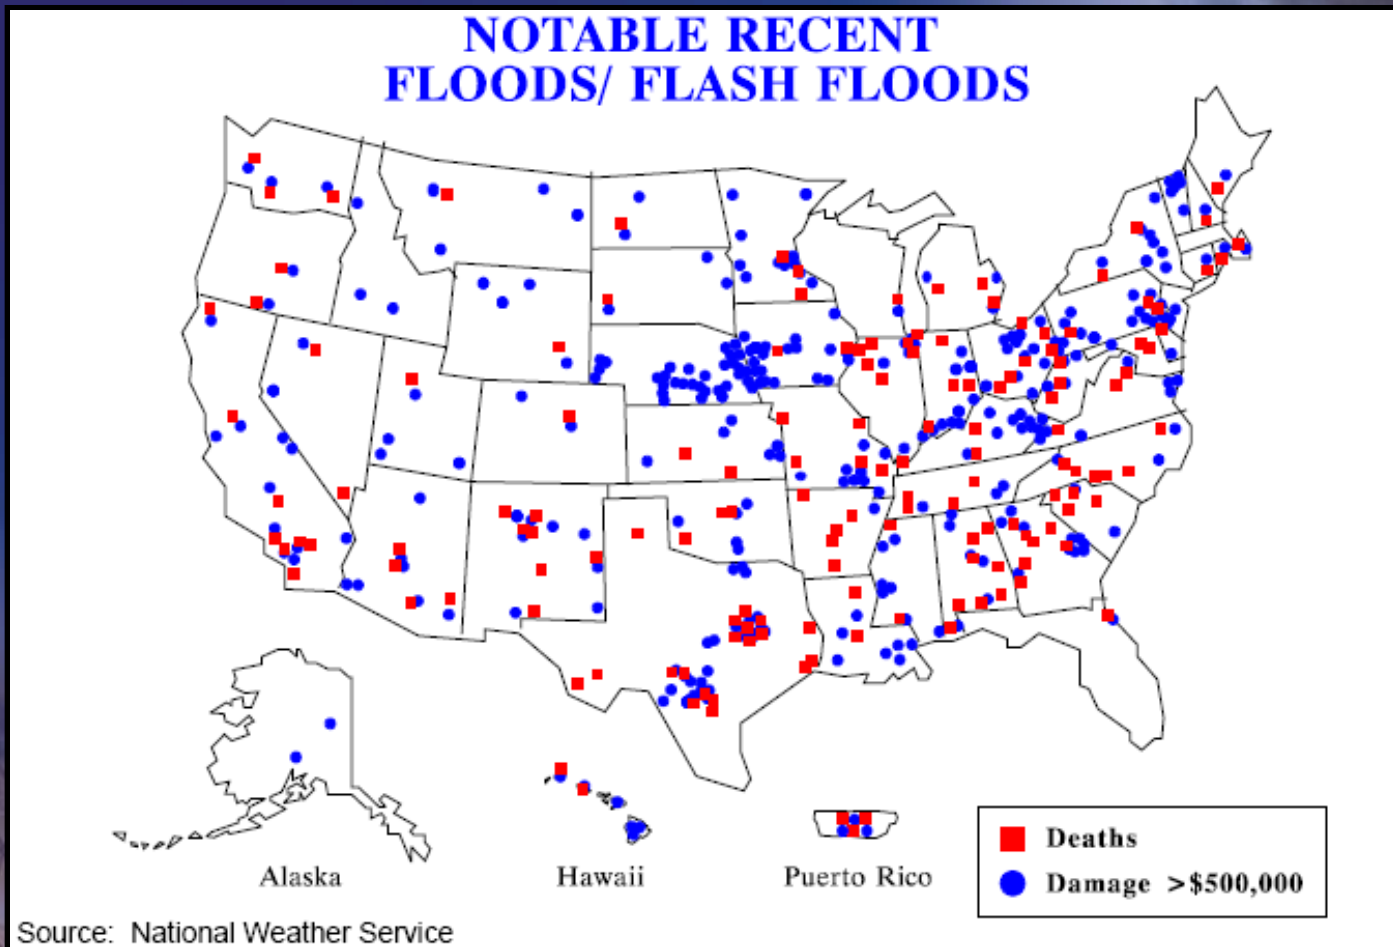 NOTABLE RECENT
FLOODS/ FLASH FLOODS
Alaska
Hawaii
Puerto Rico
Deaths
Damage >$500,000
Source: National Weather Service